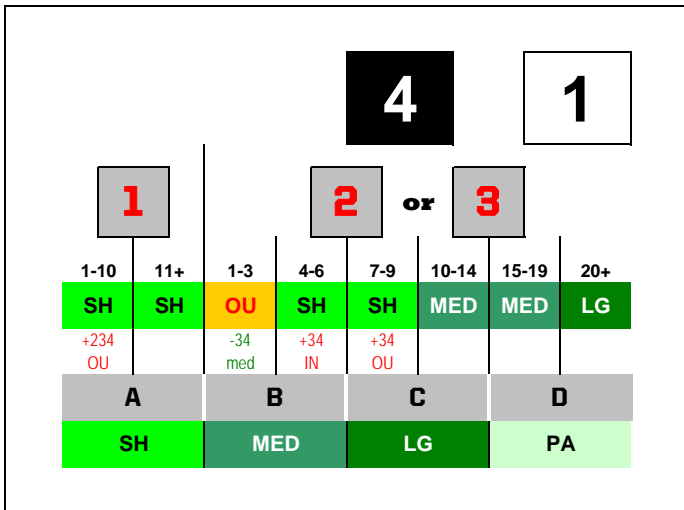 4 1
1 2 or 3
1-10 11+ 1-3 4-6 7-9 10-14 15-19 20+
SH SH OU SH SH MED MED LG
+234 -34 +34 +34
OU med IN OU
A B C D
SH MED LG PA